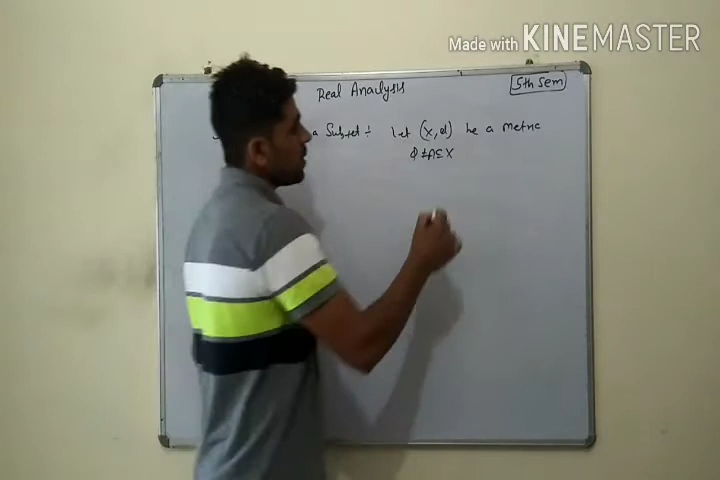 Made with KINEMASTER
Real Analysis
5th Sem
a Subset ÷ Let (X, d) be a Metric
Φ ≠ A ⊆ X